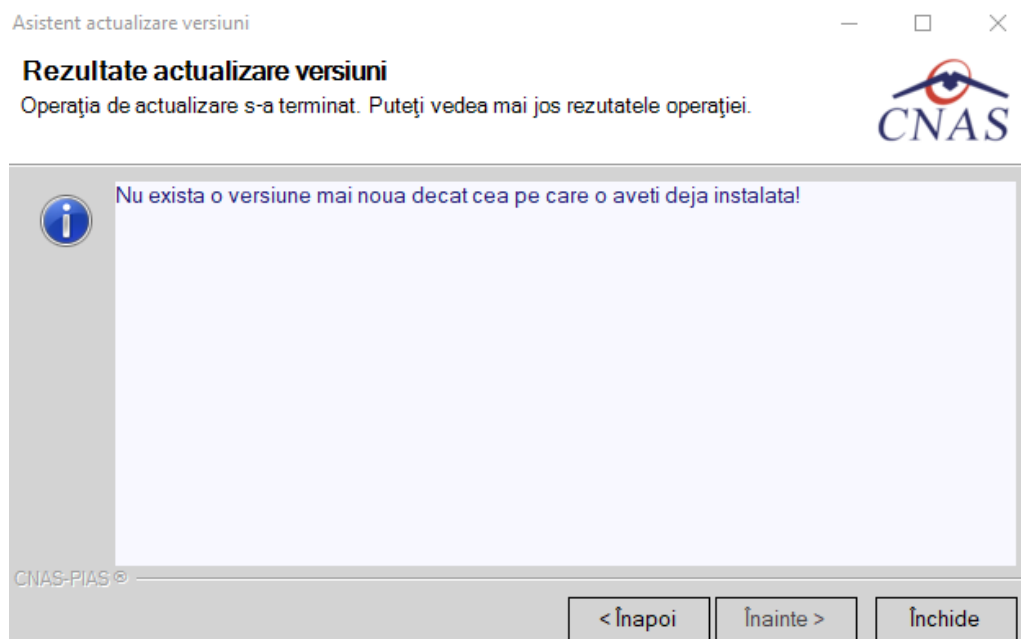 Asistent actualizare versiuni
Rezultate actualizare versiuni
Operaţia de actualizare s-a terminat. Puteţi vedea mai jos rezutatele operaţiei.
CNAS
Nu exista o versiune mai noua decat cea pe care o aveti deja instalata!
CNAS-PIAS ®
< Înapoi
Înainte >
Închide